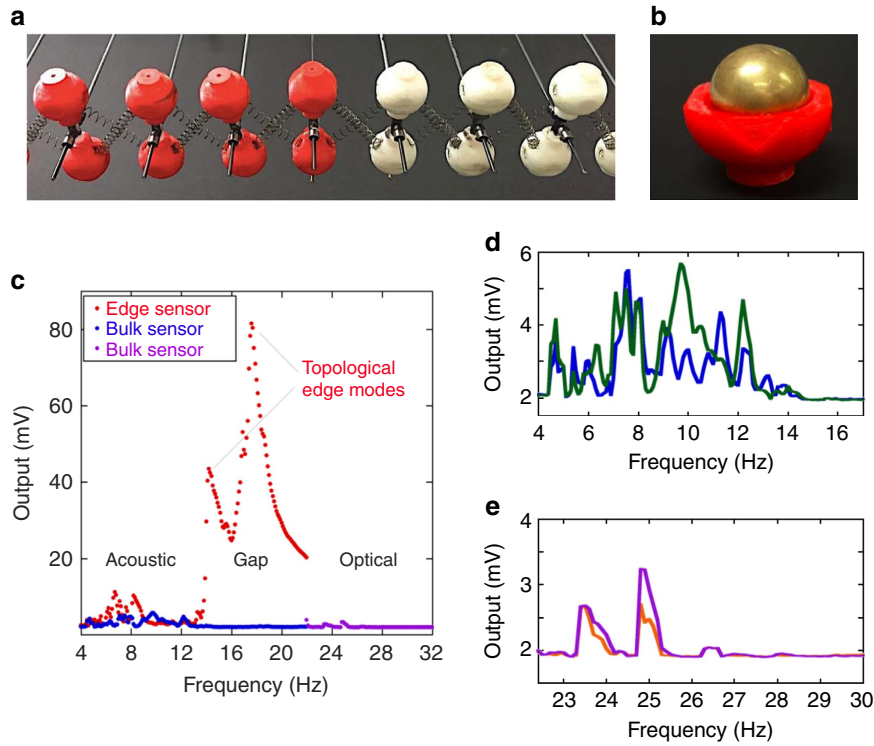 a
b
c
Output (mV)
80
60
40
20
Edge sensor
Bulk sensor
Bulk sensor
Topological
edge modes
Acoustic
Gap
Optical
4
8
12
16
20
24
28
32
Frequency (Hz)
d
Output (mV)
6
4
2
4
6
8
10
12
14
16
Frequency (Hz)
e
Output (mV)
4
3
2
23
24
25
26
27
28
29
30
Frequency (Hz)